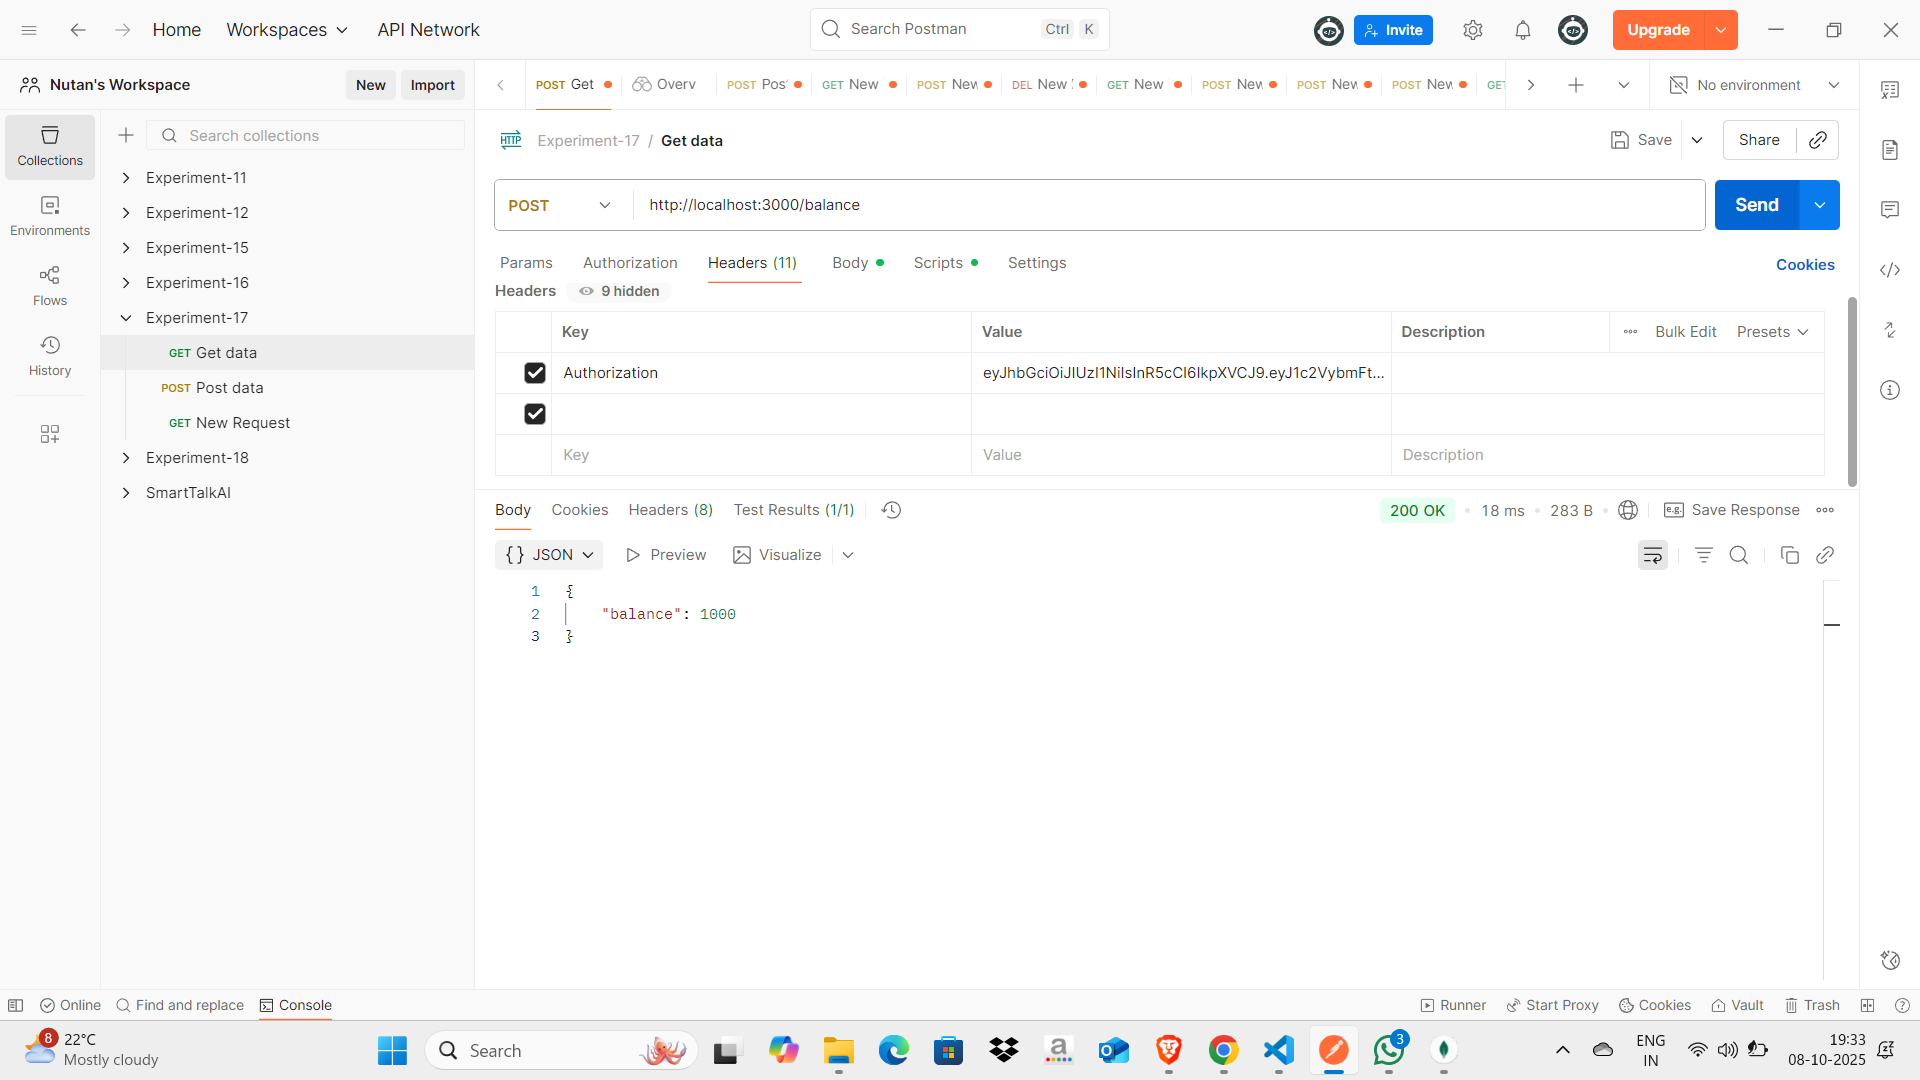 Home Workspaces API Network Search Postman Ctrl K Invite Upgrade
Nutan's Workspace New Import
POST Get Overv POST Pos GET New POST New DEL New GET New POST New POST New POST New GET No environment
Collections
Environments
Flows
History
Search collections
Experiment-11
Experiment-12
Experiment-15
Experiment-16
Experiment-17
GET Get data
POST Post data
GET New Request
Experiment-18
SmartTalkAI
HTTP Experiment-17 / Get data Save Share
POST http://localhost:3000/balance Send
Params Authorization Headers (11) Body Scripts Settings Cookies
Headers 9 hidden
Key Value Description Bulk Edit Presets
Authorization
Key Value Description
Body Cookies Headers (8) Test Results (1/1) 200 OK 18 ms 283 B e.g. Save Response
{} JSON Preview Visualize
1 {
2 "balance": 1000
3 }
Online Find and replace Console Runner Start Proxy Cookies Vault Trash
8 22°C
Mostly cloudy
Search
a
3
ENG
IN
19:33
08-10-2025